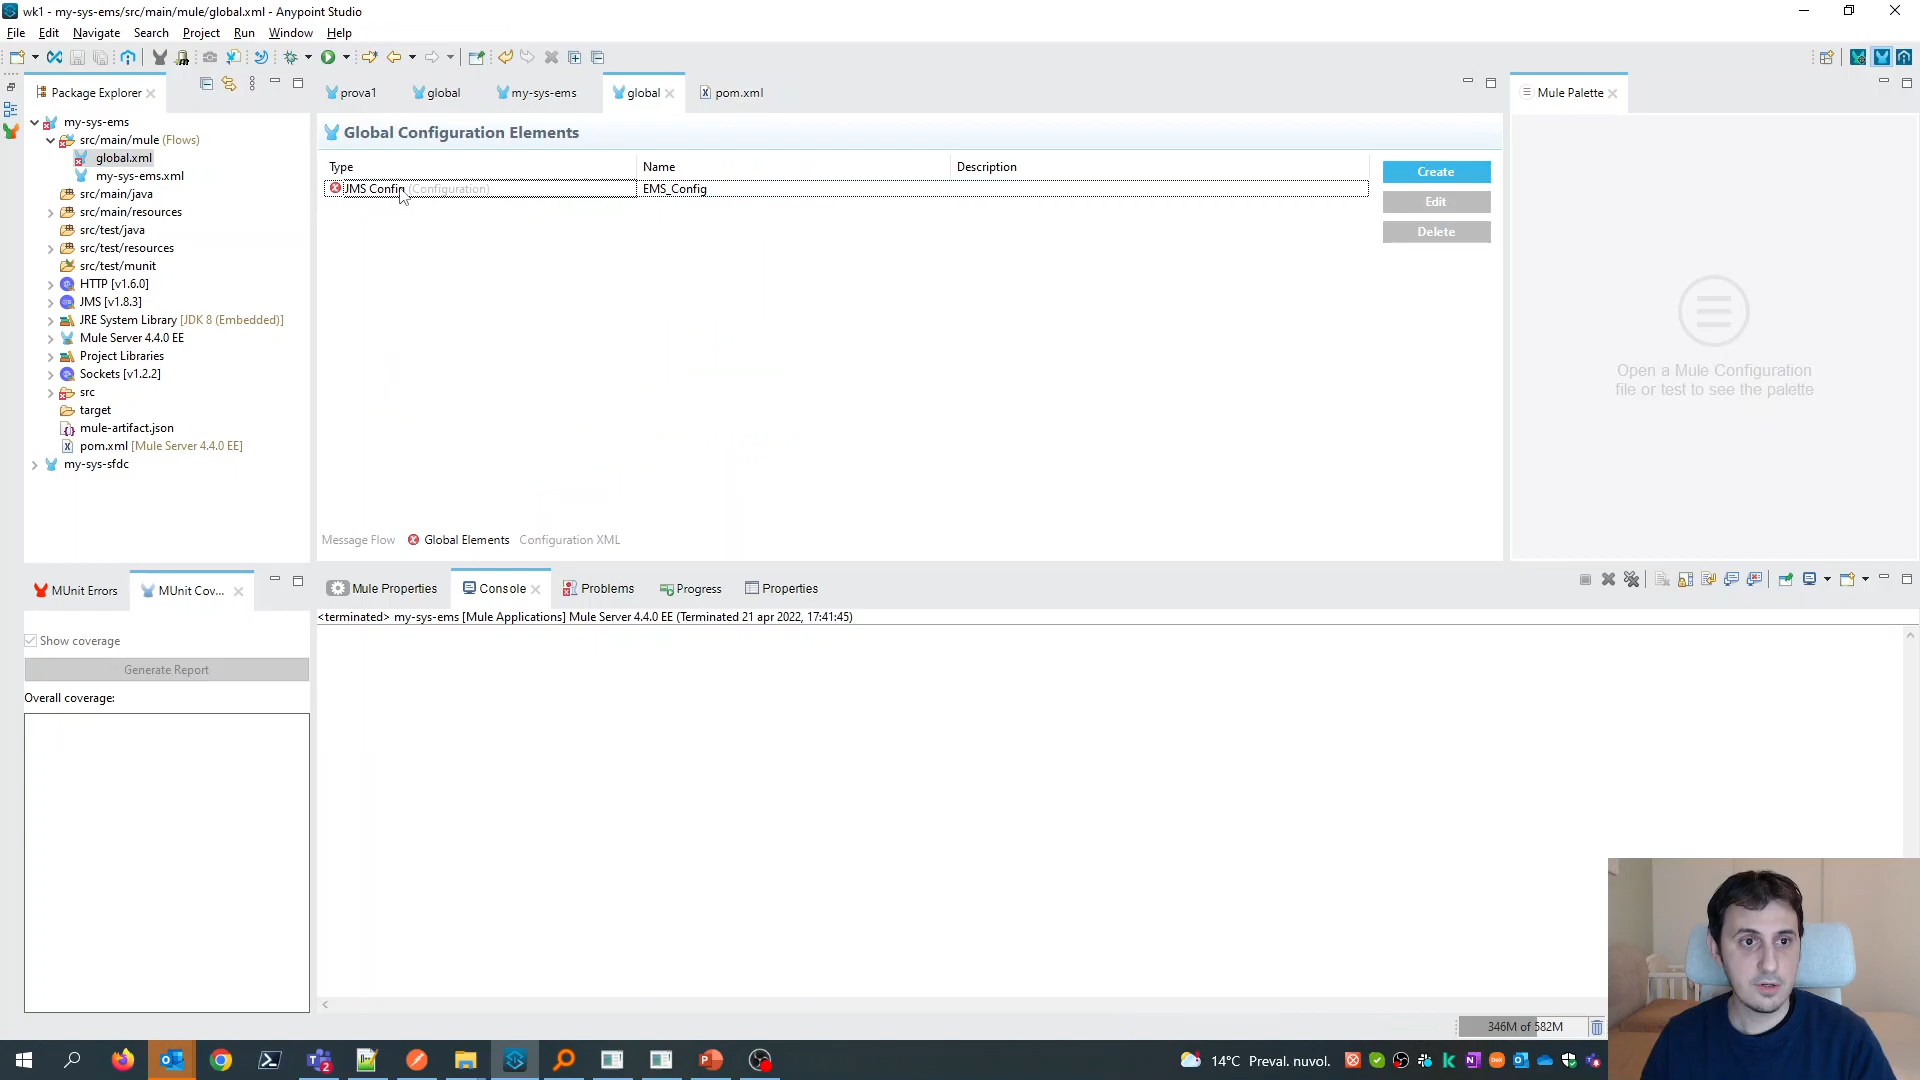 wk1 - my-sys-ems/src/main/mule/global.xml - Anypoint Studio
File Edit Navigate Search Project Run Window Help
Package Explorer
prova1 global my-sys-ems global pom.xml
Mule Palette
my-sys-ems
src/main/mule (Flows)
global.xml
my-sys-ems.xml
src/main/java
src/main/resources
src/test/java
src/test/resources
src/test/munit
HTTP [v1.6.0]
JMS [v1.8.3]
JRE System Library [JDK 8 (Embedded)]
Mule Server 4.4.0 EE
Project Libraries
Sockets [v1.2.2]
src
target
mule-artifact.json
pom.xml [Mule Server 4.4.0 EE]
my-sys-sfdc
Global Configuration Elements
Type Name Description
JMS Config (Configuration) EMS_Config
Create
Edit
Delete
Message Flow Global Elements Configuration XML
Open a Mule Configuration
file or test to see the palette
MUnit Errors MUnit Cov...
Show coverage
Generate Report
Overall coverage:
Mule Properties Console Problems Progress Properties
<terminated> my-sys-ems [Mule Applications] Mule Server 4.4.0 EE (Terminated 21 apr 2022, 17:41:45)
346M of 582M
14°C Preval. nuvol.